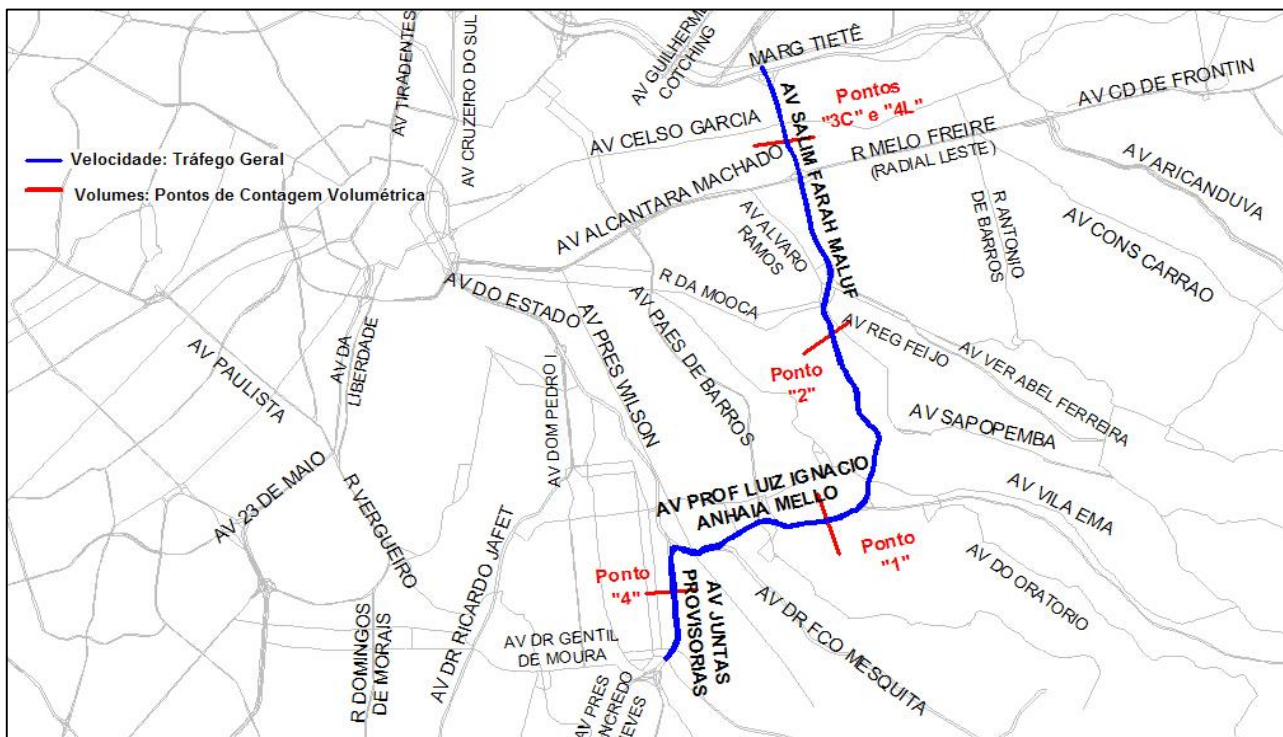 AV TIRADENTES
AV CRUZEIRO DO SUL
AV GUILHERME
COTCHING
MARG TIETÊ
Pontos
"3C" e "4L"
AV CELSO GARCIA
AV CD DE FRONTIN
AV SALIM FARAH MALUF
R MELO FREIRE
(RADIAL LESTE)
Velocidade: Tráfego Geral
Volumes: Pontos de Contagem Volumétrica
AV ALCANTARA MACHADO
AV ARICANDUVA
AV ALVARO
RAMOS
R ANTONIO
DE BARROS
AV CONS CARRAO
AV DO ESTADO
R DA MOOCA
AV PRES WILSON
AV PAES DE BARROS
AV REG FEIJO
AV VER ABEL FERREIRA
AV PAULISTA
AV DA
LIBERDADE
AV DOM PEDRO I
Ponto
"2"
AV SAPOPEMBA
AV 23 DE MAIO
R VERGUEIRO
AV PROF LUIZ IGNACIO
ANHAIA MELLO
AV VILA EMA
AV DR RICARDO JAFET
Ponto
"1"
AV DO ORATORIO
Ponto
"4"
AV JUNTAS
PROVISORIAS
AV DR FCO MESQUITA
R DOMINGOS
DE MORAIS
AV DR GENTIL
DE MOURA
AV PRES
NCREDO
EVES